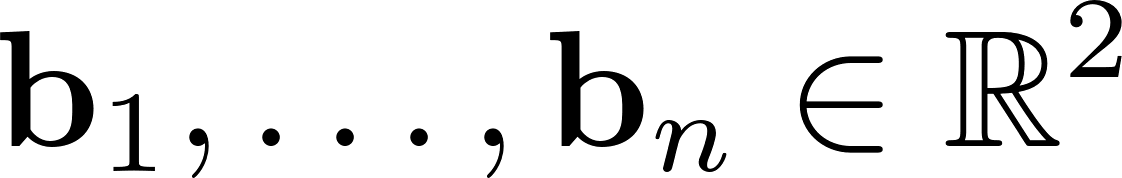 𝐛₁, . . . , 𝐛ₙ ∈ ℝ²